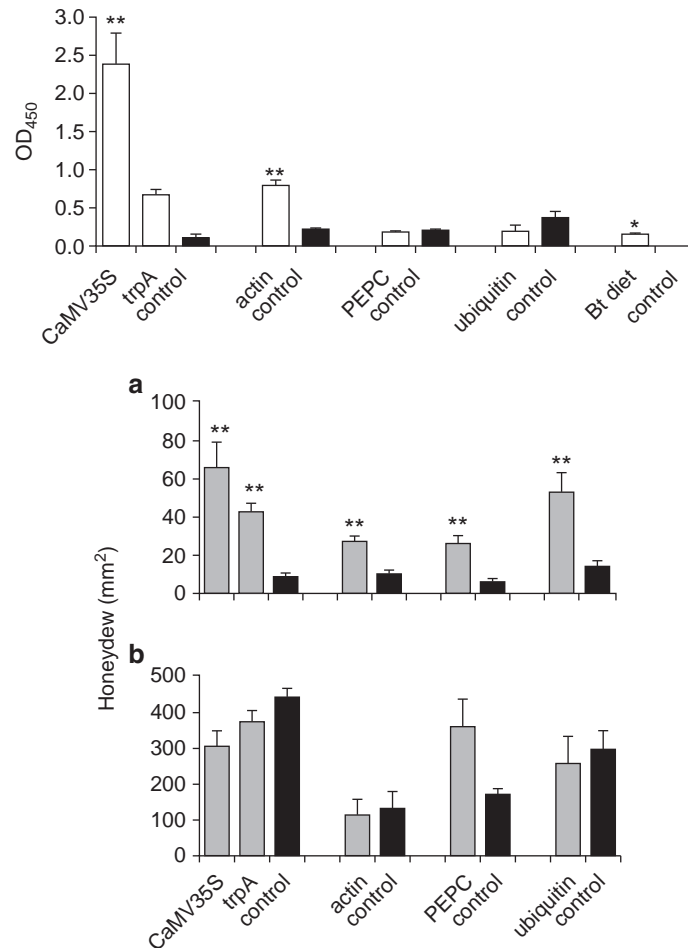 3.0
2.5
2.0
1.5
1.0
0.5
0.0
OD450
**
**
*
CaMV35S
trpA
control
actin
control
PEPC
control
ubiquitin
control
Bt diet
control
a
100
80
60
40
20
0
**
**
**
**
**
Honeydew (mm²)
b
500
400
300
200
100
0
CaMV35S
trpA
control
actin
control
PEPC
control
ubiquitin
control